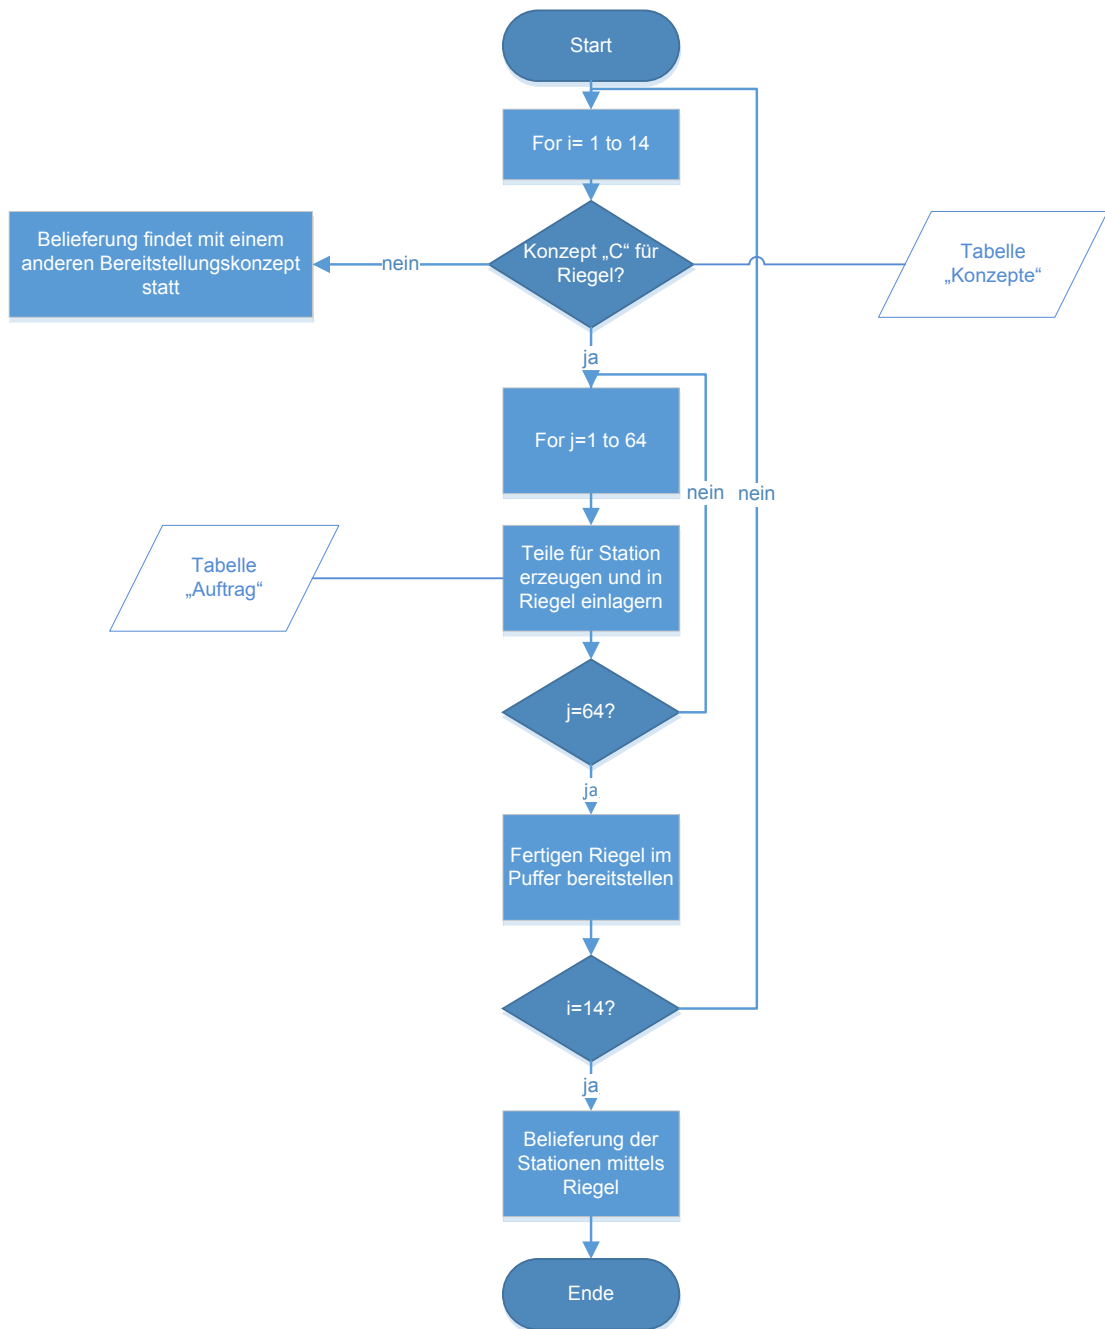 Start
For i= 1 to 14
Belieferung findet mit einem
anderen Bereitstellungskonzept
statt
nein
Konzept „C“ für
Riegel?
Tabelle
„Konzepte“
ja
For j=1 to 64
nein
nein
Tabelle
„Auftrag“
Teile für Station
erzeugen und in
Riegel einlagern
j=64?
ja
Fertigen Riegel im
Puffer bereitstellen
i=14?
ja
Belieferung der
Stationen mittels
Riegel
Ende